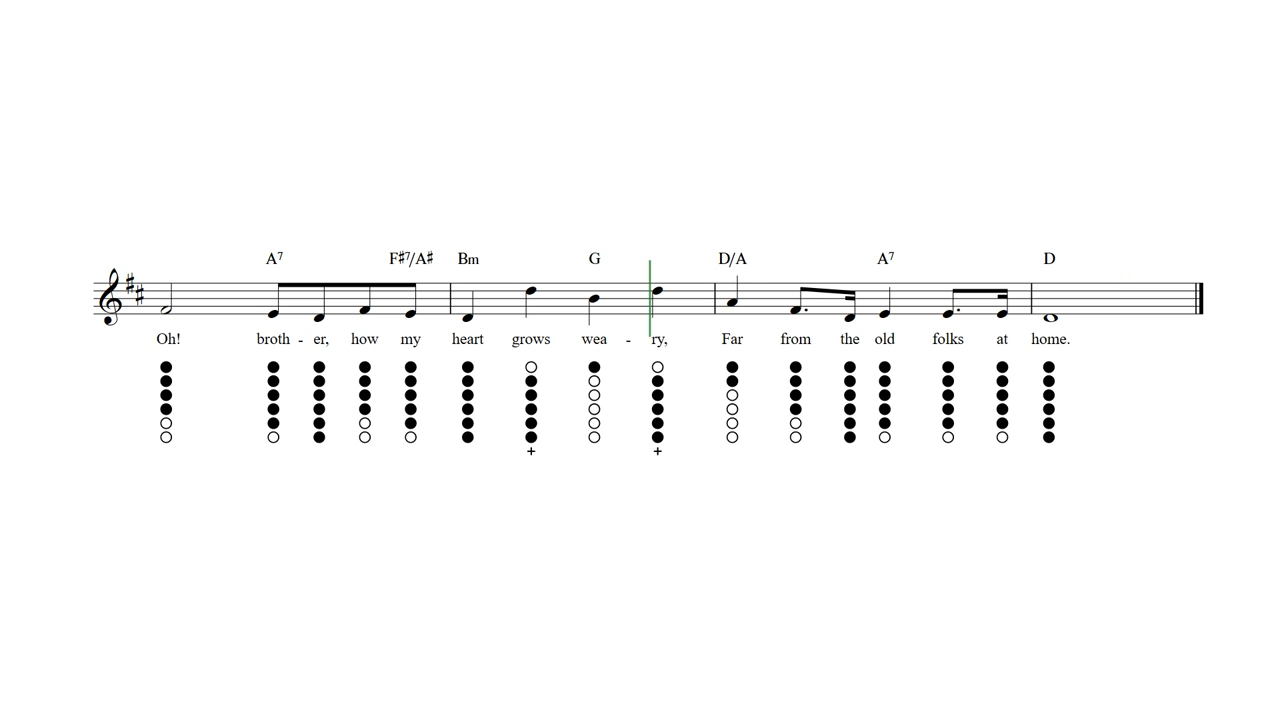 A7 F♯7/A♯ Bm G D/A A7 D
Oh! broth - er, how my heart grows wea - ry, Far from the old folks at home.
+ +